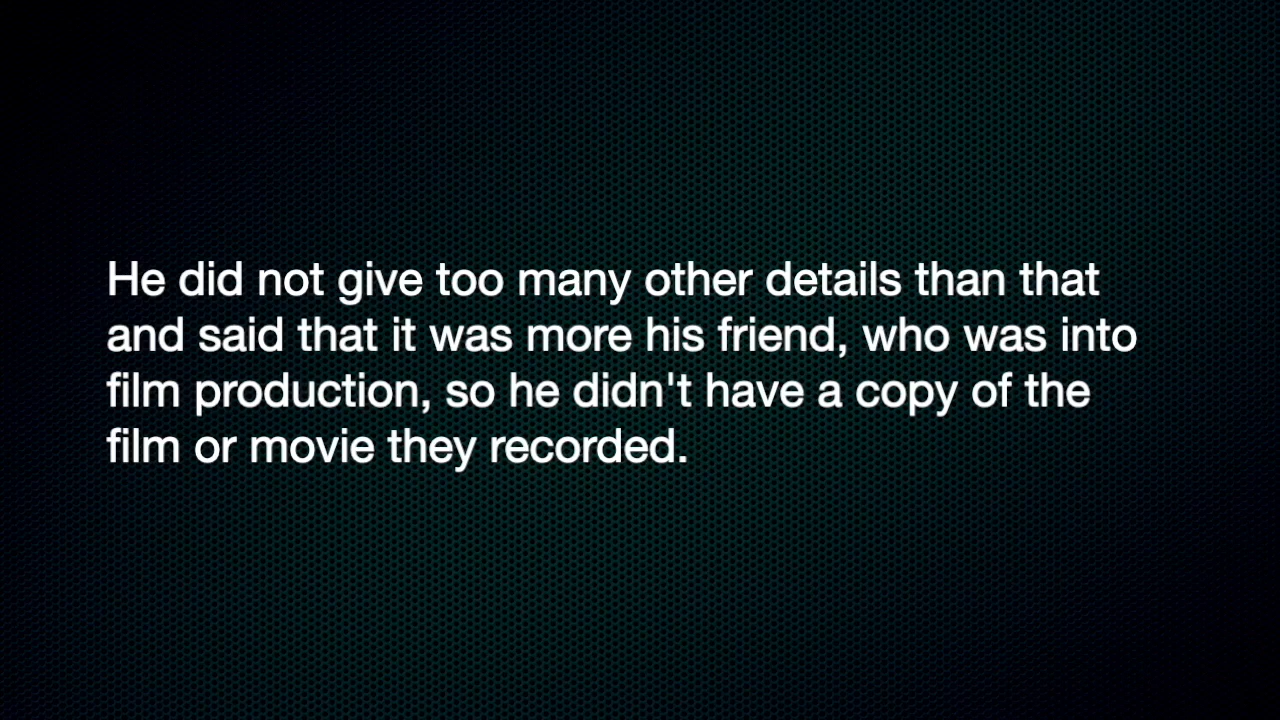 He did not give too many other details than that
and said that it was more his friend, who was into
film production, so he didn't have a copy of the
film or movie they recorded.